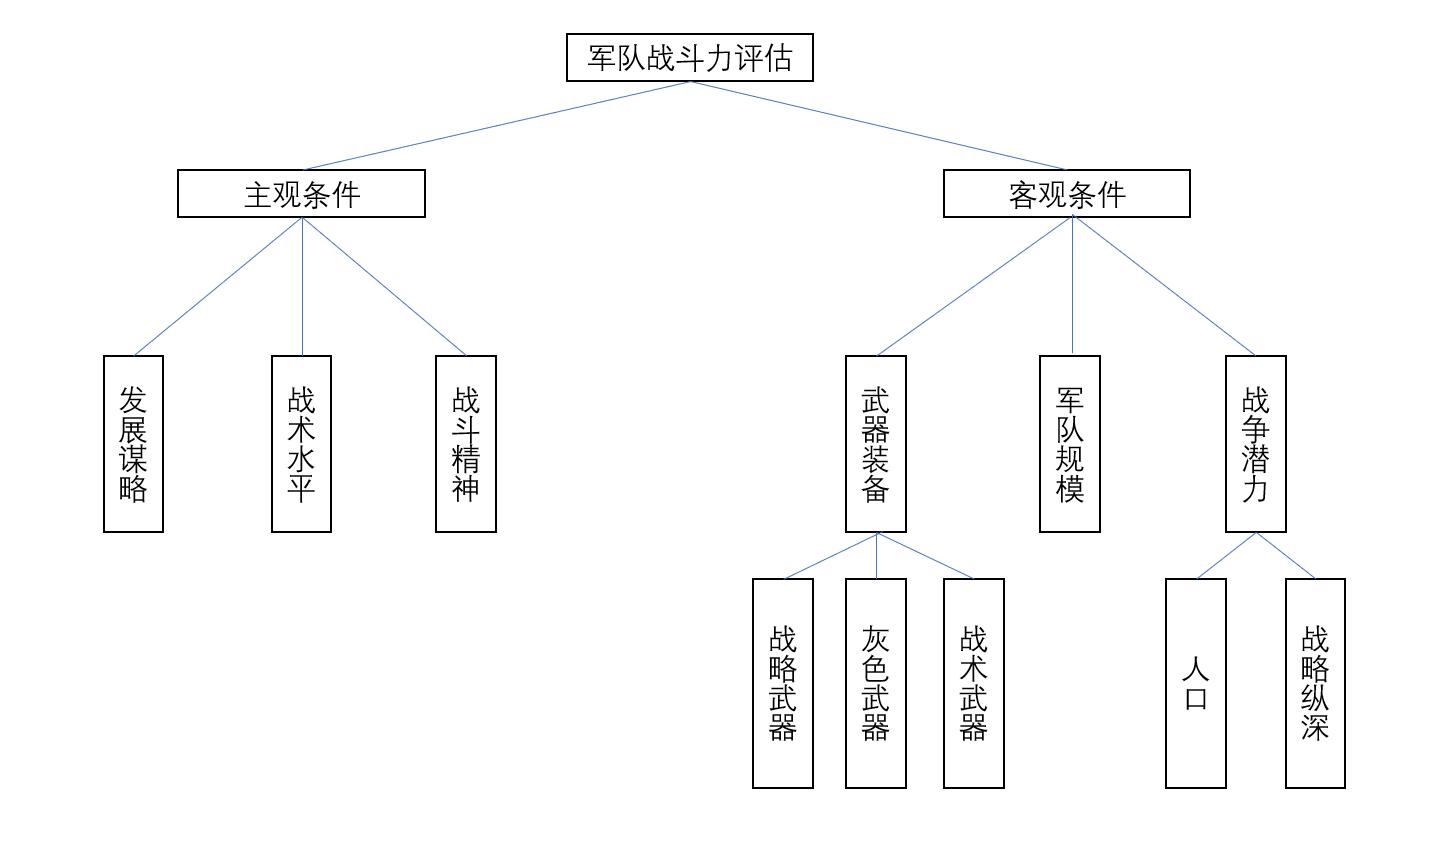 军队战斗力评估
主观条件
客观条件
发展谋略
战术水平
战斗精神
武器装备
军队规模
战争潜力
战略武器
灰色武器
战术武器
人口
战略纵深